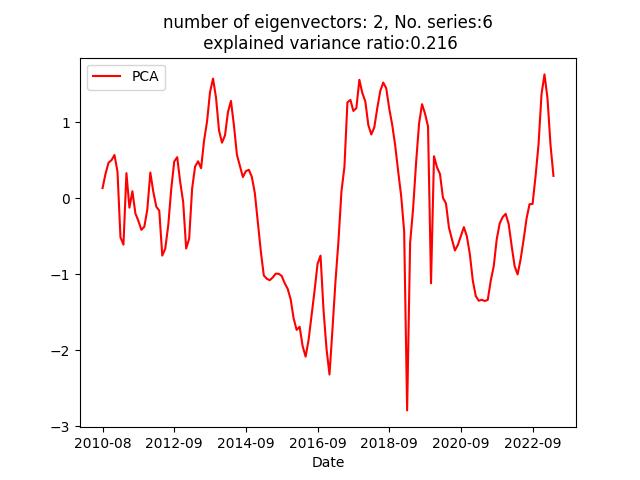 number of eigenvectors: 2, No. series:6
explained variance ratio:0.216
PCA
1
0
−1
−2
−3
2010-08 2012-09 2014-09 2016-09 2018-09 2020-09 2022-09
Date